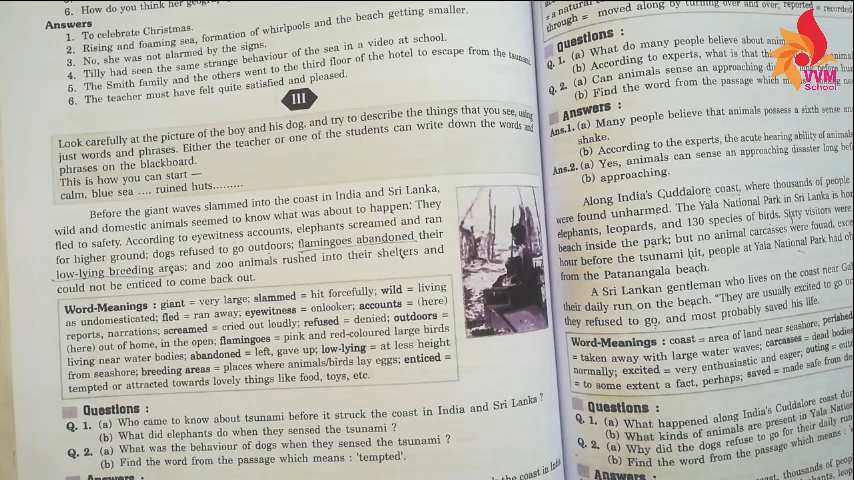 6. How do you think her
Answers
1. To celebrate Christmas.
2. Rising and foaming sea, formation of whirlpools and the beach getting smaller.
3. No, she was not alarmed by the signs.
4. Tilly had seen the same strange behaviour of the sea in a video at school.
5. The Smith family and the others went to the third floor of the hotel to escape from the tsunami.
6. The teacher must have felt quite satisfied and pleased.
III
Look carefully at the picture of the boy and his dog, and try to describe the things that you see, using
just words and phrases. Either the teacher or one of the students can write down the words and
phrases on the blackboard.
This is how you can start —
calm, blue sea .... ruined huts.........
Before the giant waves slammed into the coast in India and Sri Lanka,
wild and domestic animals seemed to know what was about to happen. They
fled to safety. According to eyewitness accounts, elephants screamed and ran
for higher ground; dogs refused to go outdoors; flamingoes abandoned their
low-lying breeding areas; and zoo animals rushed into their shelters and
could not be enticed to come back out.
Word-Meanings : giant = very large; slammed = hit forcefully; wild = living
as undomesticated; fled = ran away; eyewitness = onlooker; accounts = (here)
reports, narrations; screamed = cried out loudly; refused = denied; outdoors =
(here) out of home, in the open; flamingoes = pink and red-coloured large birds
living near water bodies; abandoned = left, gave up; low-lying = at less height
from seashore; breeding areas = places where animals/birds lay eggs; enticed =
tempted or attracted towards lovely things like food, toys, etc.
Questions :
Q. 1. (a) Who came to know about tsunami before it struck the coast in India and Sri Lanka ?
(b) What did elephants do when they sensed the tsunami ?
Q. 2. (a) What was the behaviour of dogs when they sensed the tsunami ?
(b) Find the word from the passage which means : 'tempted'.
Answers :
the coast in India
= a natural
through = moved along by turning over and over; reported = recorded
Questions :
Q. 1. (a) What do many people believe about
(b) According to experts, what is that
Q. 2. (a) Can animals sense an approaching
(b) Find the word from the passage which
VVM
School
Answers :
Ans.1. (a) Many people believe that animals possess a sixth sense and
shake.
(b) According to the experts, the acute hearing ability of animals
Ans.2. (a) Yes, animals can sense an approaching disaster long
(b) approaching.
Along India's Cuddalore coast, where thousands of people
were found unharmed. The Yala National Park in Sri Lanka is
elephants, leopards, and 130 species of birds. Sixty visitors were
beach inside the park; but no animal carcasses were found,
hour before the tsunami hit, people at Yala National Park had
from the Patanangala beach.
A Sri Lankan gentleman who lives on the coast near
their daily run on the beach. "They are usually excited to go
they refused to go, and most probably saved his life.
Word-Meanings : coast = area of land near seashore; perished
= taken away with large water waves; carcasses = dead bodies
normally; excited = very enthusiastic and eager; outing =
= to some extent a fact, perhaps; saved = made safe from
Questions :
Q. 1. (a) What happened along India's Cuddalore coast
(b) What kinds of animals are present in Yala
Q. 2. (a) Why did the dogs refuse to go for their daily run
(b) Find the word from the passage which means :
Answers :
coast, thousands of